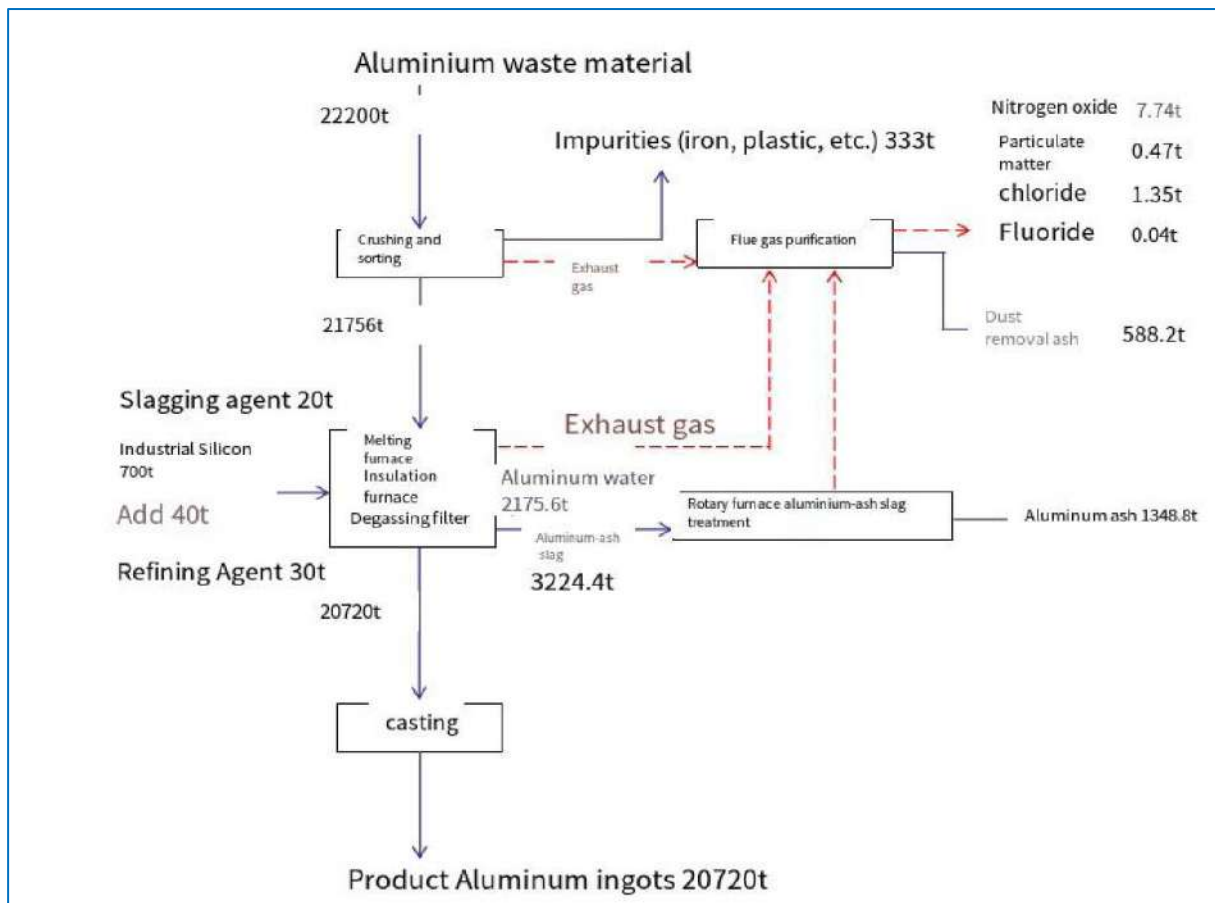 Aluminium waste material
22200t
Impurities (iron, plastic, etc.) 333t
Nitrogen oxide 7.74t
Particulate
matter 0.47t
chloride 1.35t
Fluoride 0.04t
Crushing and
sorting
Exhaust
gas
Flue gas purification
Dust
removal ash 588.2t
21756t
Slagging agent 20t
Industrial Silicon
700t
Add 40t
Refining Agent 30t
Melting
furnace
Insulation
furnace
Degassing filter
Exhaust gas
Aluminum water
2175.6t
Aluminum-ash
slag
3224.4t
Rotary furnace aluminium-ash slag
treatment
Aluminum ash 1348.8t
20720t
casting
Product Aluminum ingots 20720t